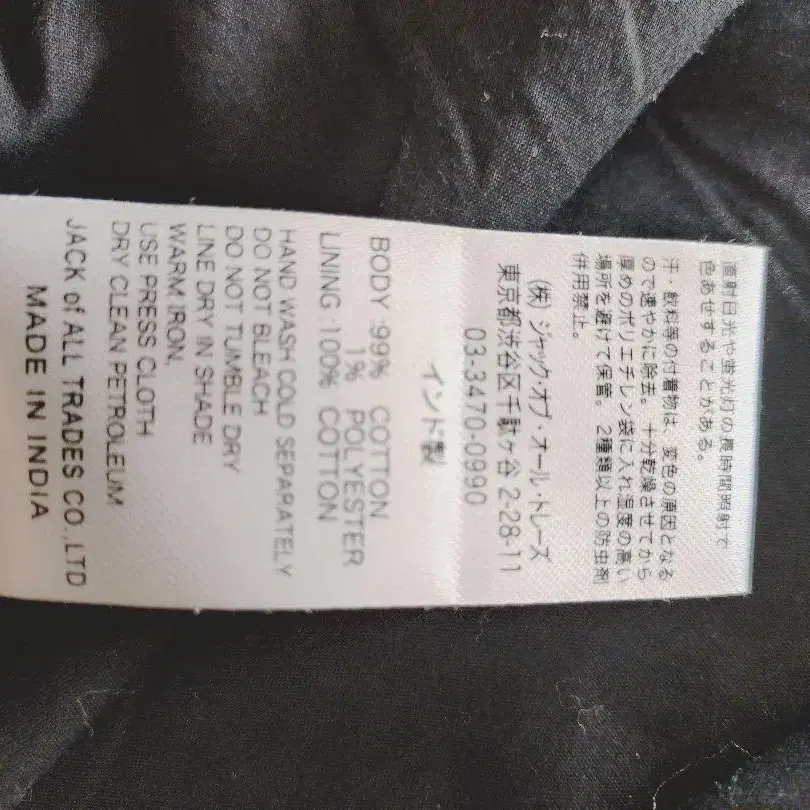 直射日光や蛍光灯の長時間照射で
色あせすることがある。
汗・飲料等の付着物は、変色の原因となる
ので速やかに除去。十分乾燥させてから
厚めのポリエチレン袋に入れ湿度の高い
場所を避けて保管。2種類以上の防虫剤
併用禁止。
(株)ジャック・オブ・オール・トレーズ
東京都渋谷区千駄ヶ谷 2-28-11
03-3470-0990
インド製
BODY :99% COTTON
1% POLYESTER
LINING :100% COTTON
HAND WASH COLD SEPARATELY
DO NOT BLEACH
DO NOT TUMBLE DRY
LINE DRY IN SHADE
WARM IRON.
USE PRESS CLOTH
DRY CLEAN PETROLEUM
JACK of ALL TRADES CO.,LTD
MADE IN INDIA